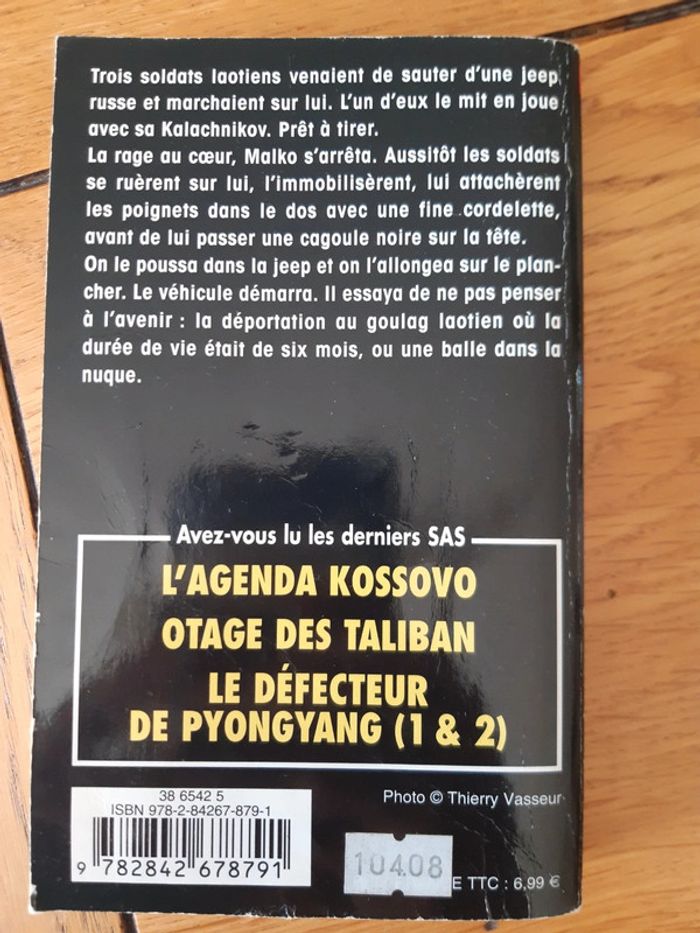 Trois soldats laotiens venaient de sauter d'une jeep
russe et marchaient sur lui. L'un d'eux le mit en joue
avec sa Kalachnikov. Prêt à tirer.
La rage au cœur, Malko s'arrêta. Aussitôt les soldats
se ruèrent sur lui, l'immobilisèrent, lui attachèrent
les poignets dans le dos avec une fine cordelette,
avant de lui passer une cagoule noire sur la tête.
On le poussa dans la jeep et on l'allongea sur le plan-
cher. Le véhicule démarra. Il essaya de ne pas penser
à l'avenir : la déportation au goulag laotien où la
durée de vie était de six mois, ou une balle dans la
nuque.
Avez-vous lu les derniers SAS
L'AGENDA KOSSOVO
OTAGE DES TALIBAN
LE DÉFECTEUR
DE PYONGYANG (1 & 2)
38 6542 5
ISBN 978-2-84267-879-1
9 782842 678791
Photo © Thierry Vasseur
10408
E TTC : 6,99 €